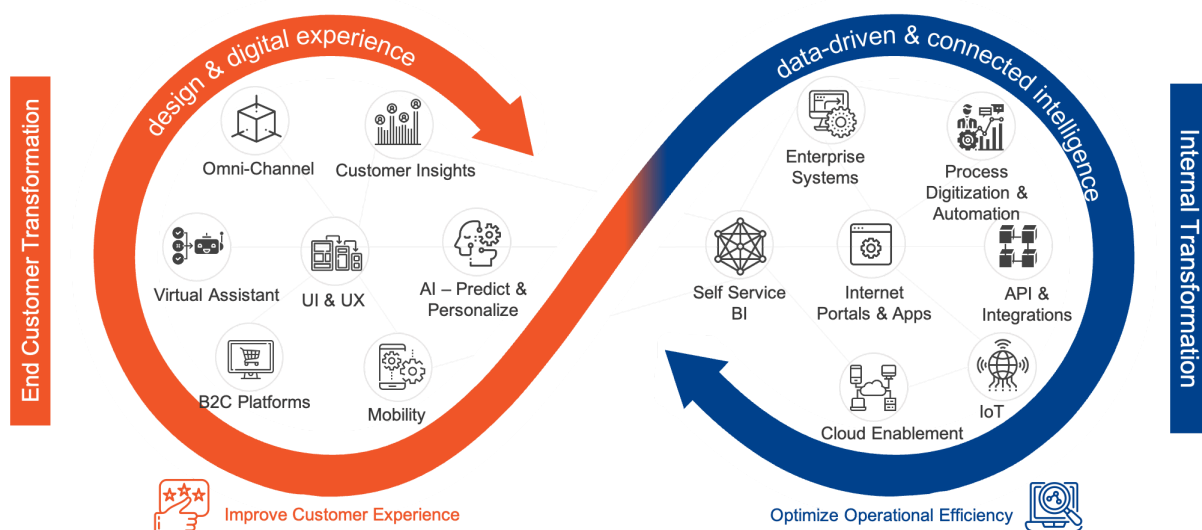 End Customer Transformation
design & digital experience
Omni-Channel
Customer Insights
Virtual Assistant
UI & UX
AI – Predict &
Personalize
B2C Platforms
Mobility
Improve Customer Experience
data-driven & connected intelligence
Enterprise
Systems
Process
Digitization &
Automation
Self Service
BI
Internet
Portals & Apps
API &
Integrations
Cloud Enablement
IoT
Optimize Operational Efficiency
Internal Transformation